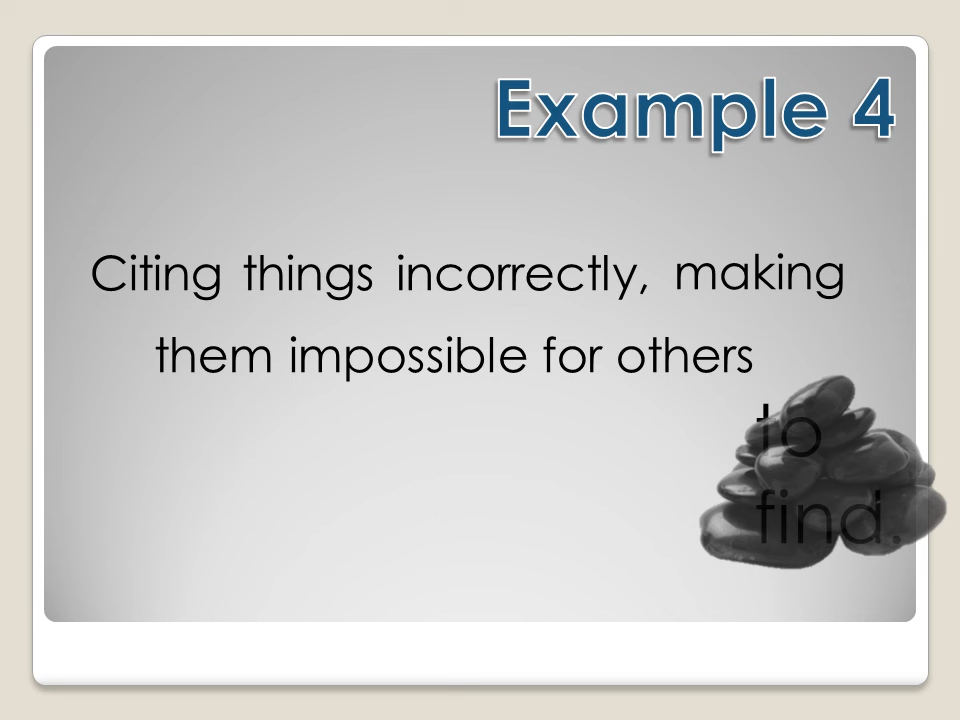 Example 4
Citing things incorrectly, making
them impossible for others
to
find.